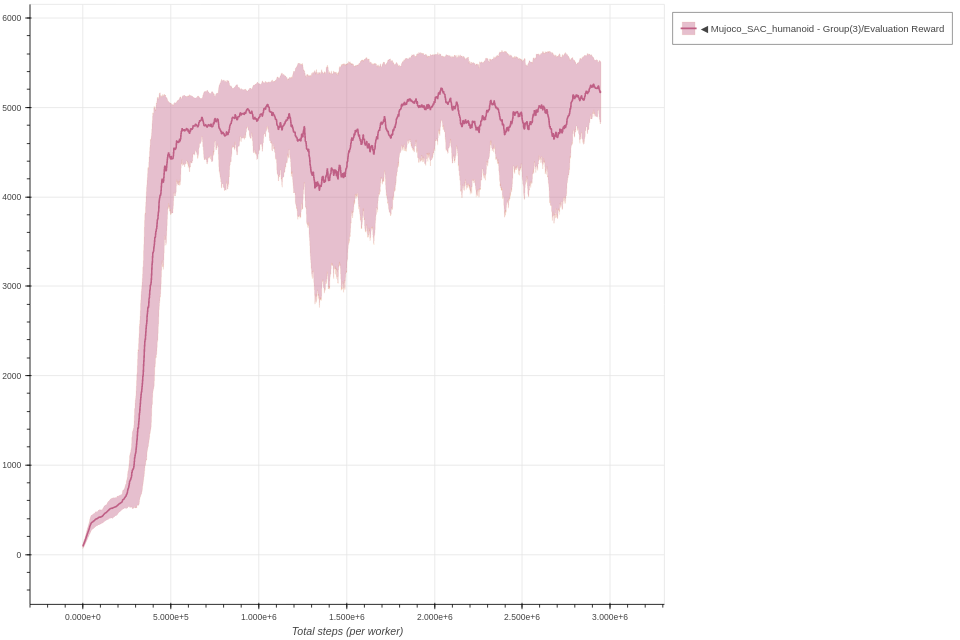 6000
◀ Mujoco_SAC_humanoid - Group(3)/Evaluation Reward
5000
4000
3000
2000
1000
0
0.000e+0 5.000e+5 1.000e+6 1.500e+6 2.000e+6 2.500e+6 3.000e+6
Total steps (per worker)